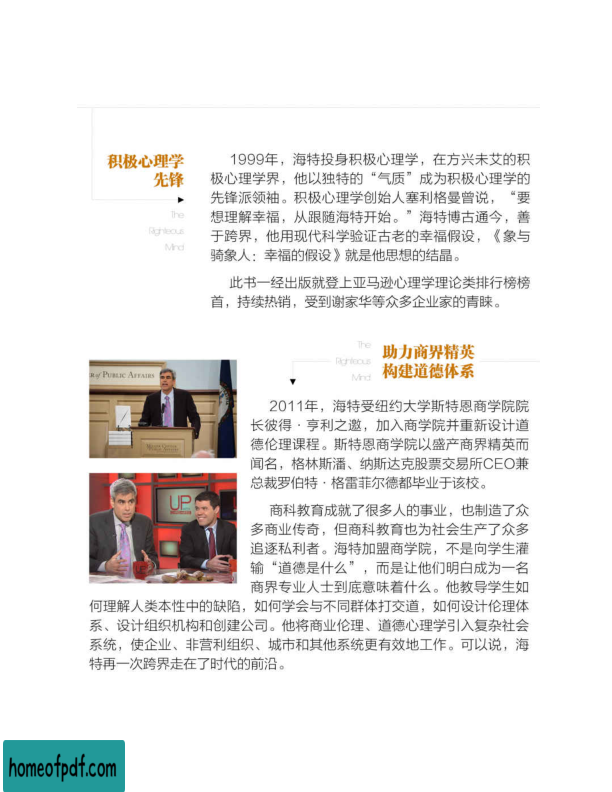 积极心理学
先锋
The
Righteous
Mind
1999年，海特投身积极心理学，在方兴未艾的积
极心理学界，他以独特的“气质”成为积极心理学的
先锋派领袖。积极心理学创始人塞利格曼曾说，“要
想理解幸福，从跟随海特开始。”海特博古通今，善
于跨界，他用现代科学验证古老的幸福假设，《象与
骑象人：幸福的假设》就是他思想的结晶。
此书一经出版就登上亚马逊心理学理论类排行榜榜
首，持续热销，受到谢家华等众多企业家的青睐。
The
Righteous
Mind
助力商界精英
构建道德体系
OF PUBLIC AFFAIRS
UP
2011年，海特受纽约大学斯特恩商学院院
长彼得·亨利之邀，加入商学院并重新设计道
德伦理课程。斯特恩商学院以盛产商界精英而
闻名，格林斯潘、纳斯达克股票交易所CEO兼
总裁罗伯特·格雷菲尔德都毕业于该校。
商科教育成就了很多人的事业，也制造了众
多商业传奇，但商科教育也为社会生产了众多
追逐私利者。海特加盟商学院，不是向学生灌
输“道德是什么”，而是让他们明白成为一名
商界专业人士到底意味着什么。他教导学生如
何理解人类本性中的缺陷，如何学会与不同群体打交道，如何设计伦理体
系、设计组织机构和创建公司。他将商业伦理、道德心理学引入复杂社会
系统，使企业、非营利组织、城市和其他系统更有效地工作。可以说，海
特再一次跨界走在了时代的前沿。
homeofpdf.com